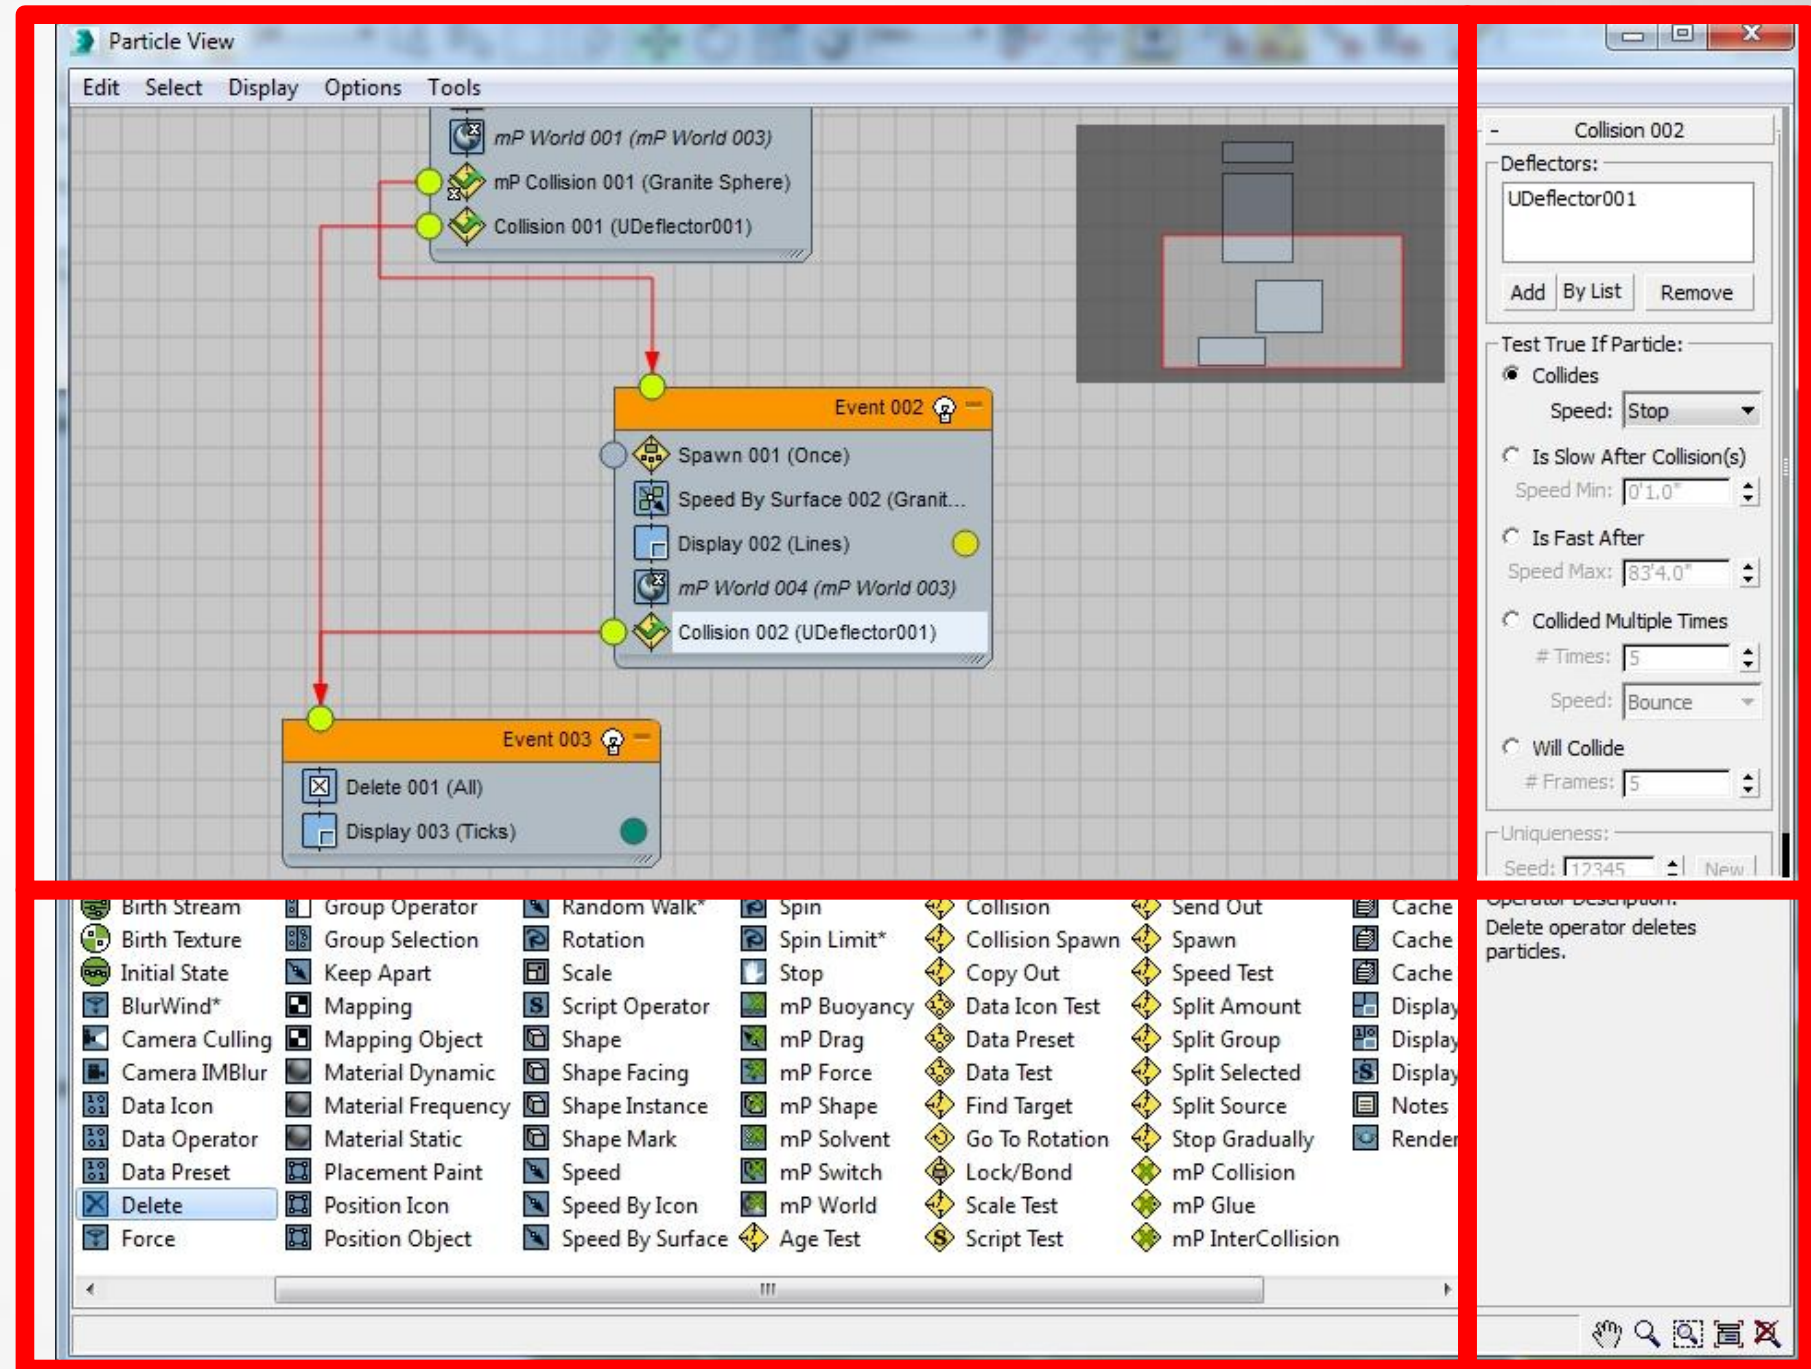 Particle View
Edit Select Display Options Tools
mP World 001 (mP World 003)
mP Collision 001 (Granite Sphere)
Collision 001 (UDeflector001)
Event 002
Spawn 001 (Once)
Speed By Surface 002 (Granit...
Display 002 (Lines)
mP World 004 (mP World 003)
Collision 002 (UDeflector001)
Event 003
Delete 001 (All)
Display 003 (Ticks)
- Collision 002
Deflectors:
UDeflector001
Add By List Remove
Test True If Particle:
Collides
Speed: Stop
Is Slow After Collision(s)
Speed Min: 0'1.0"
Is Fast After
Speed Max: 83'4.0"
Collided Multiple Times
# Times: 5
Speed: Bounce
Will Collide
# Frames: 5
Uniqueness:
Seed: 12345 New
Birth Stream Group Operator Random Walk* Spin Collision Send Out Cache
Birth Texture Group Selection Rotation Spin Limit* Collision Spawn Spawn Cache
Initial State Keep Apart Scale Stop Copy Out Speed Test Cache
BlurWind* Mapping Script Operator mP Buoyancy Data Icon Test Split Amount Display
Camera Culling Mapping Object Shape mP Drag Data Preset Split Group Display
Camera IMBlur Material Dynamic Shape Facing mP Force Data Test Split Selected Display
Data Icon Material Frequency Shape Instance mP Shape Find Target Split Source Notes
Data Operator Material Static Shape Mark mP Solvent Go To Rotation Stop Gradually Render
Data Preset Placement Paint Speed mP Switch Lock/Bond mP Collision
Delete Position Icon Speed By Icon mP World Scale Test mP Glue
Force Position Object Speed By Surface Age Test Script Test mP InterCollision
Operator Description:
Delete operator deletes
particles.